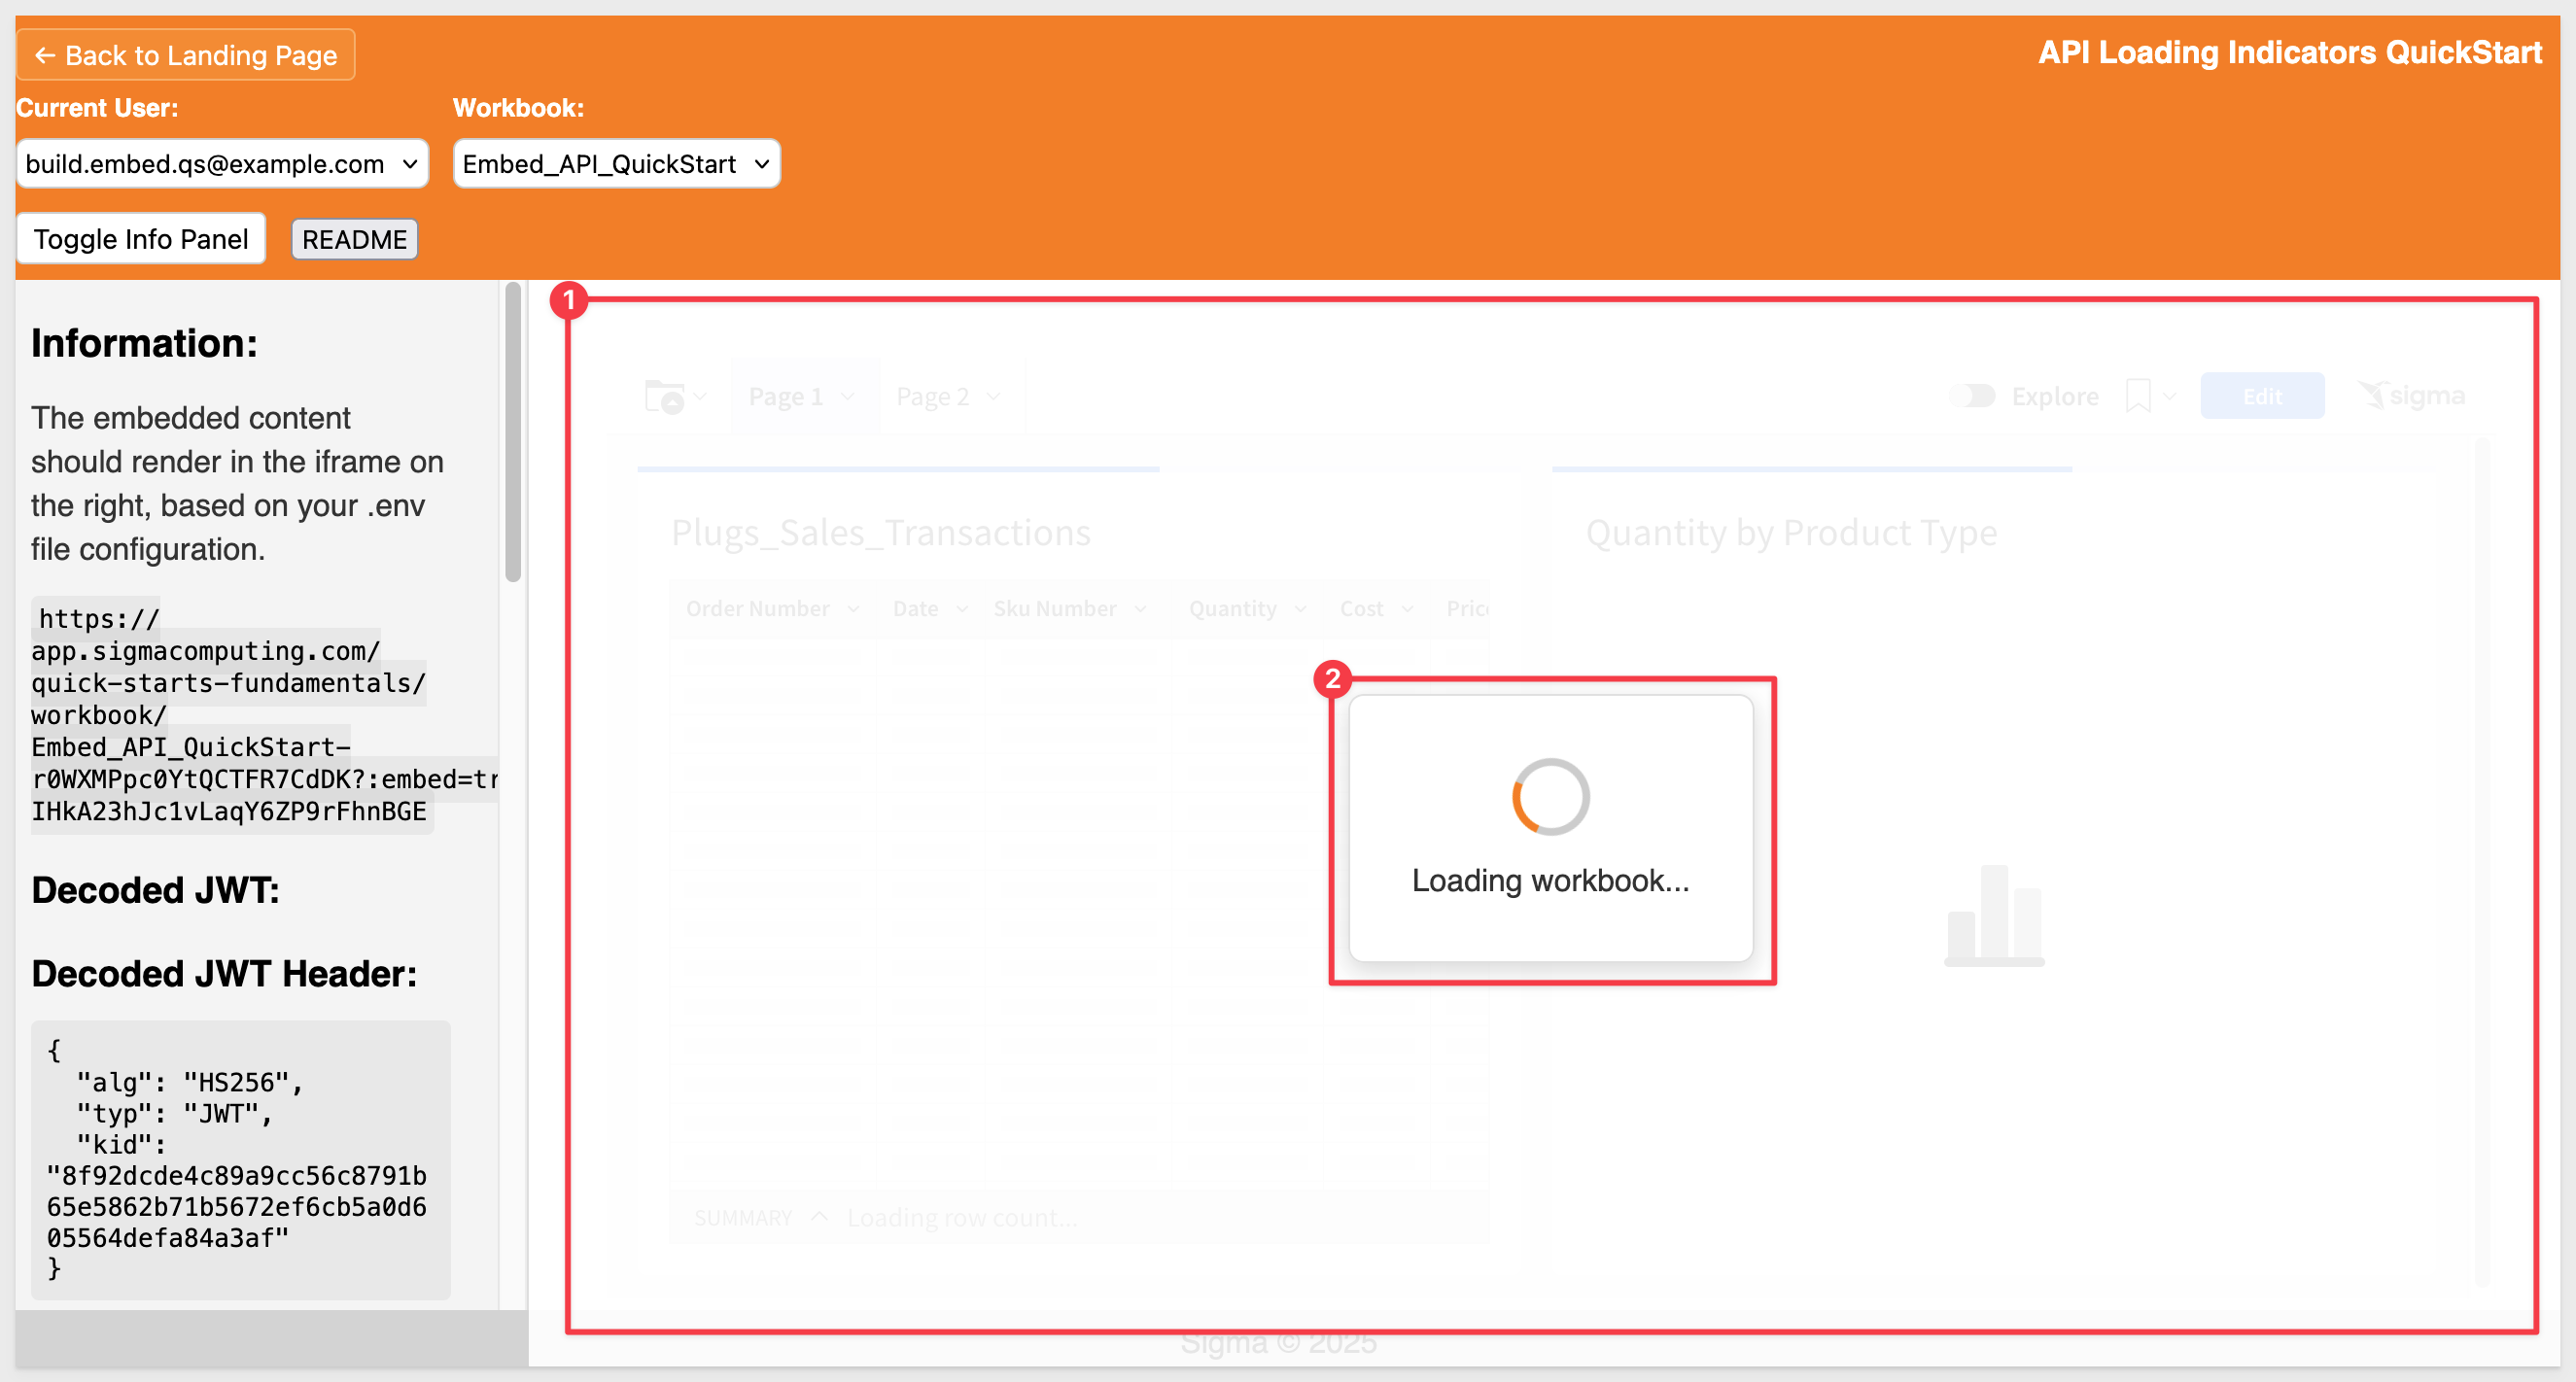 ← Back to Landing Page
API Loading Indicators QuickStart
Current User:
Workbook:
build.embed.qs@example.com
Embed_API_QuickStart
Toggle Info Panel
README
Information:
The embedded content
should render in the iframe on
the right, based on your .env
file configuration.
https://
app.sigmacomputing.com/
quick-starts-fundamentals/
workbook/
Embed_API_QuickStart-
r0WXMPpc0YtQCTFR7CdDK?:embed=tr
IHkA23hJc1vLaqY6ZP9rFhnBGE
Decoded JWT:
Decoded JWT Header:
{
"alg": "HS256",
"typ": "JWT",
"kid":
"8f92dcde4c89a9cc56c8791b
65e5862b71b5672ef6cb5a0d6
05564defa84a3af"
}
1
Page 1
Page 2
Explore
Edit
sigma
Plugs_Sales_Transactions
Quantity by Product Type
Order Number
Date
Sku Number
Quantity
Cost
Price
2
Loading workbook...
SUMMARY
Loading row count...
Sigma © 2025